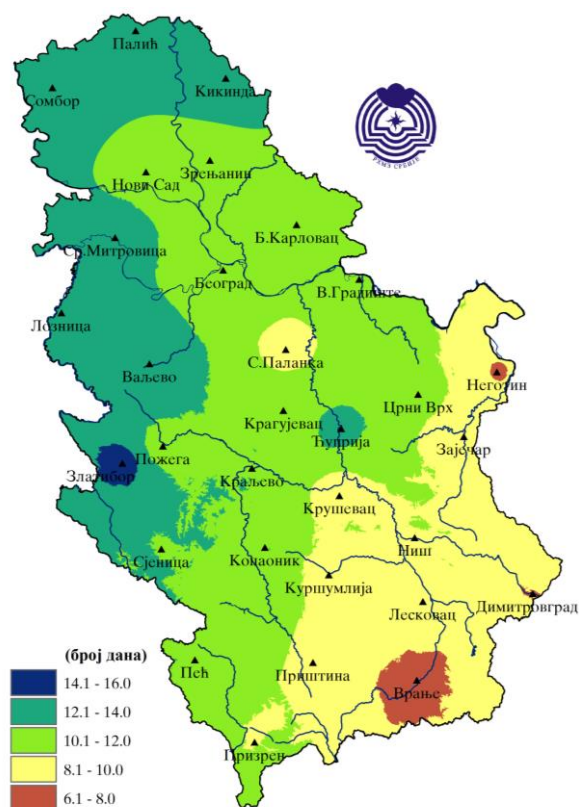 Палић
Сомбор
Кикинда
РХМЗ СРБИЈЕ
Нови Сад
Зрењанин
Б.Карловац
Ср.Митровица
Београд
В.Градиште
Лозница
С.Паланка
Ваљево
Неготин
Црни Врх
Крагујевац
Ћуприја
Зајечар
Пожега
Златибор
Краљево
Крушевац
Ниш
Сјеница
Копаоник
Куршумлија
Димитровград
Лесковац
(број дана)
Пећ
Приштина
Врање
14.1 - 16.0
12.1 - 14.0
10.1 - 12.0
8.1 - 10.0
6.1 - 8.0
Призрен